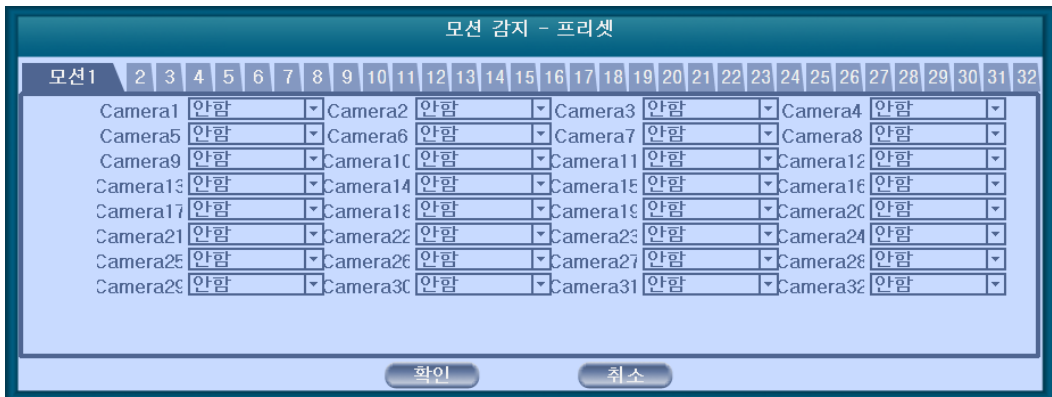 모션 감지 - 프리셋
모션1 2 3 4 5 6 7 8 9 10 11 12 13 14 15 16 17 18 19 20 21 22 23 24 25 26 27 28 29 30 31 32
Camera1 안함 Camera2 안함 Camera3 안함 Camera4 안함
Camera5 안함 Camera6 안함 Camera7 안함 Camera8 안함
Camera9 안함 Camera10 안함 Camera11 안함 Camera12 안함
Camera13 안함 Camera14 안함 Camera15 안함 Camera16 안함
Camera17 안함 Camera18 안함 Camera19 안함 Camera20 안함
Camera21 안함 Camera22 안함 Camera23 안함 Camera24 안함
Camera25 안함 Camera26 안함 Camera27 안함 Camera28 안함
Camera29 안함 Camera30 안함 Camera31 안함 Camera32 안함
확인 취소